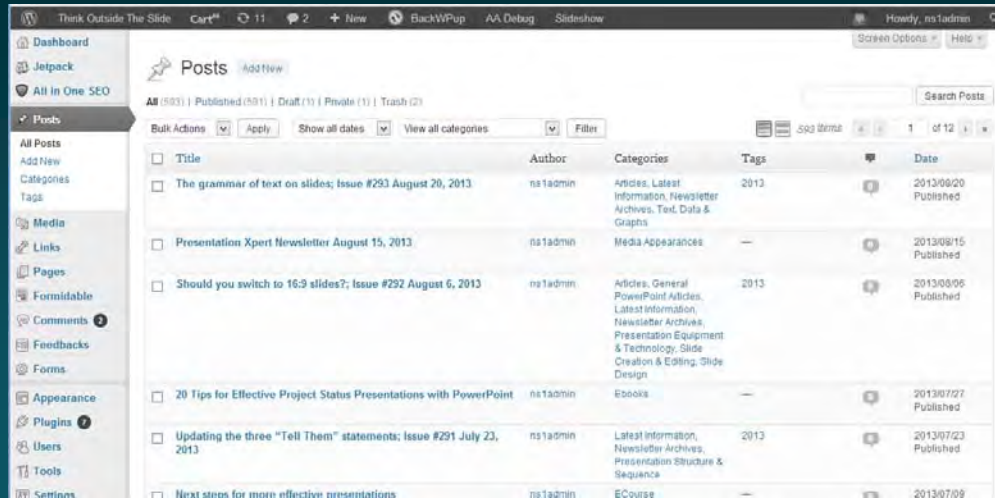 Think Outside The Slide Cart 11 2 + New BackWPup AA Debug Slideshow Howdy, ns1admin
Screen Options Help
Dashboard
Jetpack
All in One SEO
Posts
All Posts
Add New
Categories
Tags
Media
Links
Pages
Formidable
Comments 2
Feedbacks
Forms
Appearance
Plugins 7
Users
Tools
Settings
Posts Add New
All (593) | Published (591) | Draft (1) | Private (1) | Trash (2)
Search Posts
Bulk Actions Apply Show all dates View all categories Filter 593 items « ‹ 1 of 12 › »
Title Author Categories Tags Date
The grammar of text on slides; Issue #293 August 20, 2013 ns1admin Articles, Latest 2013 0 2013/08/20
Information, Newsletter Published
Archives, Text, Data &
Graphs
Presentation Xpert Newsletter August 15, 2013 ns1admin Media Appearances — 0 2013/08/15
Published
Should you switch to 16:9 slides?; Issue #292 August 6, 2013 ns1admin Articles, General 2013 0 2013/08/06
PowerPoint Articles, Published
Latest Information,
Newsletter Archives,
Presentation Equipment
& Technology, Slide
Creation & Editing, Slide
Design
20 Tips for Effective Project Status Presentations with PowerPoint ns1admin Ebooks — 0 2013/07/27
Published
Updating the three “Tell Them” statements; Issue #291 July 23, ns1admin Latest Information, 2013 0 2013/07/23
2013 Newsletter Archives, Published
Presentation Structure &
Sequence
Next steps for more effective presentations ns1admin ECourse — 2013/07/09